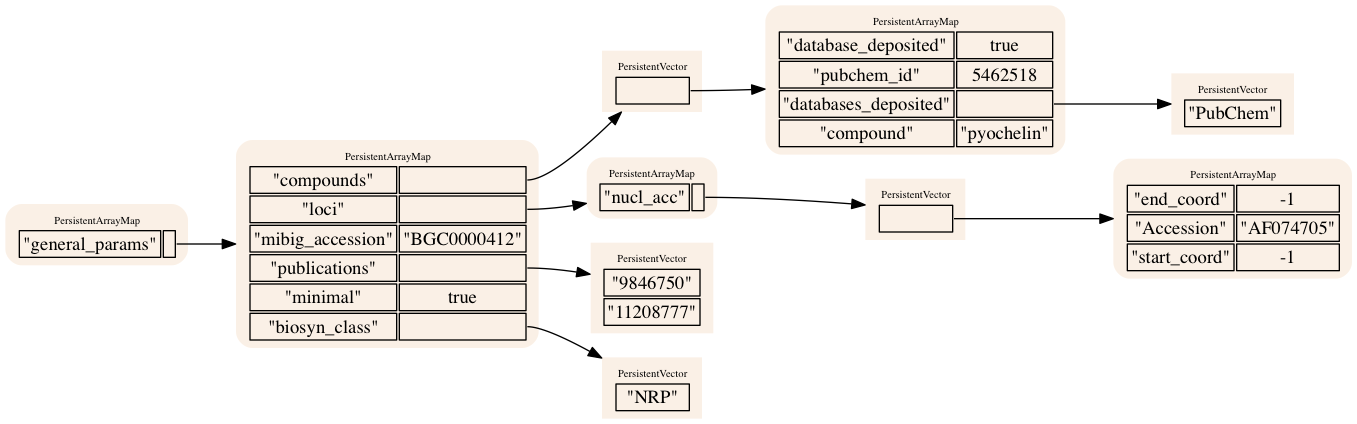 PersistentArrayMap
"general_params"
PersistentArrayMap
"compounds"
"loci"
"mibig_accession" "BGC0000412"
"publications"
"minimal" true
"biosyn_class"
PersistentVector
PersistentArrayMap
"database_deposited" true
"pubchem_id" 5462518
"databases_deposited"
"compound" "pyochelin"
PersistentVector
"PubChem"
PersistentArrayMap
"nucl_acc"
PersistentVector
PersistentArrayMap
"end_coord" -1
"Accession" "AF074705"
"start_coord" -1
PersistentVector
"9846750"
"11208777"
PersistentVector
"NRP"